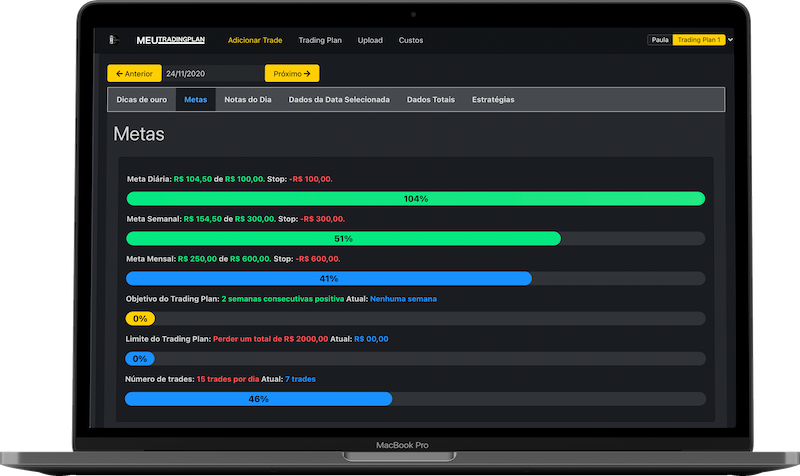 MEUTRADINGPLAN Adicionar Trade Trading Plan Upload Custos Paula Trading Plan 1
← Anterior 24/11/2020 Próximo →
Dicas de ouro Metas Notas do Dia Dados da Data Selecionada Dados Totais Estratégias
Metas
Meta Diária: R$ 104,50 de R$ 100,00. Stop: -R$ 100,00.
104%
Meta Semanal: R$ 154,50 de R$ 300,00. Stop: -R$ 300,00.
51%
Meta Mensal: R$ 250,00 de R$ 600,00. Stop: -R$ 600,00.
41%
Objetivo do Trading Plan: 2 semanas consecutivas positiva Atual: Nenhuma semana
0%
Limite do Trading Plan: Perder um total de R$ 2000,00 Atual: R$ 00,00
0%
Número de trades: 15 trades por dia Atual: 7 trades
46%
MacBook Pro